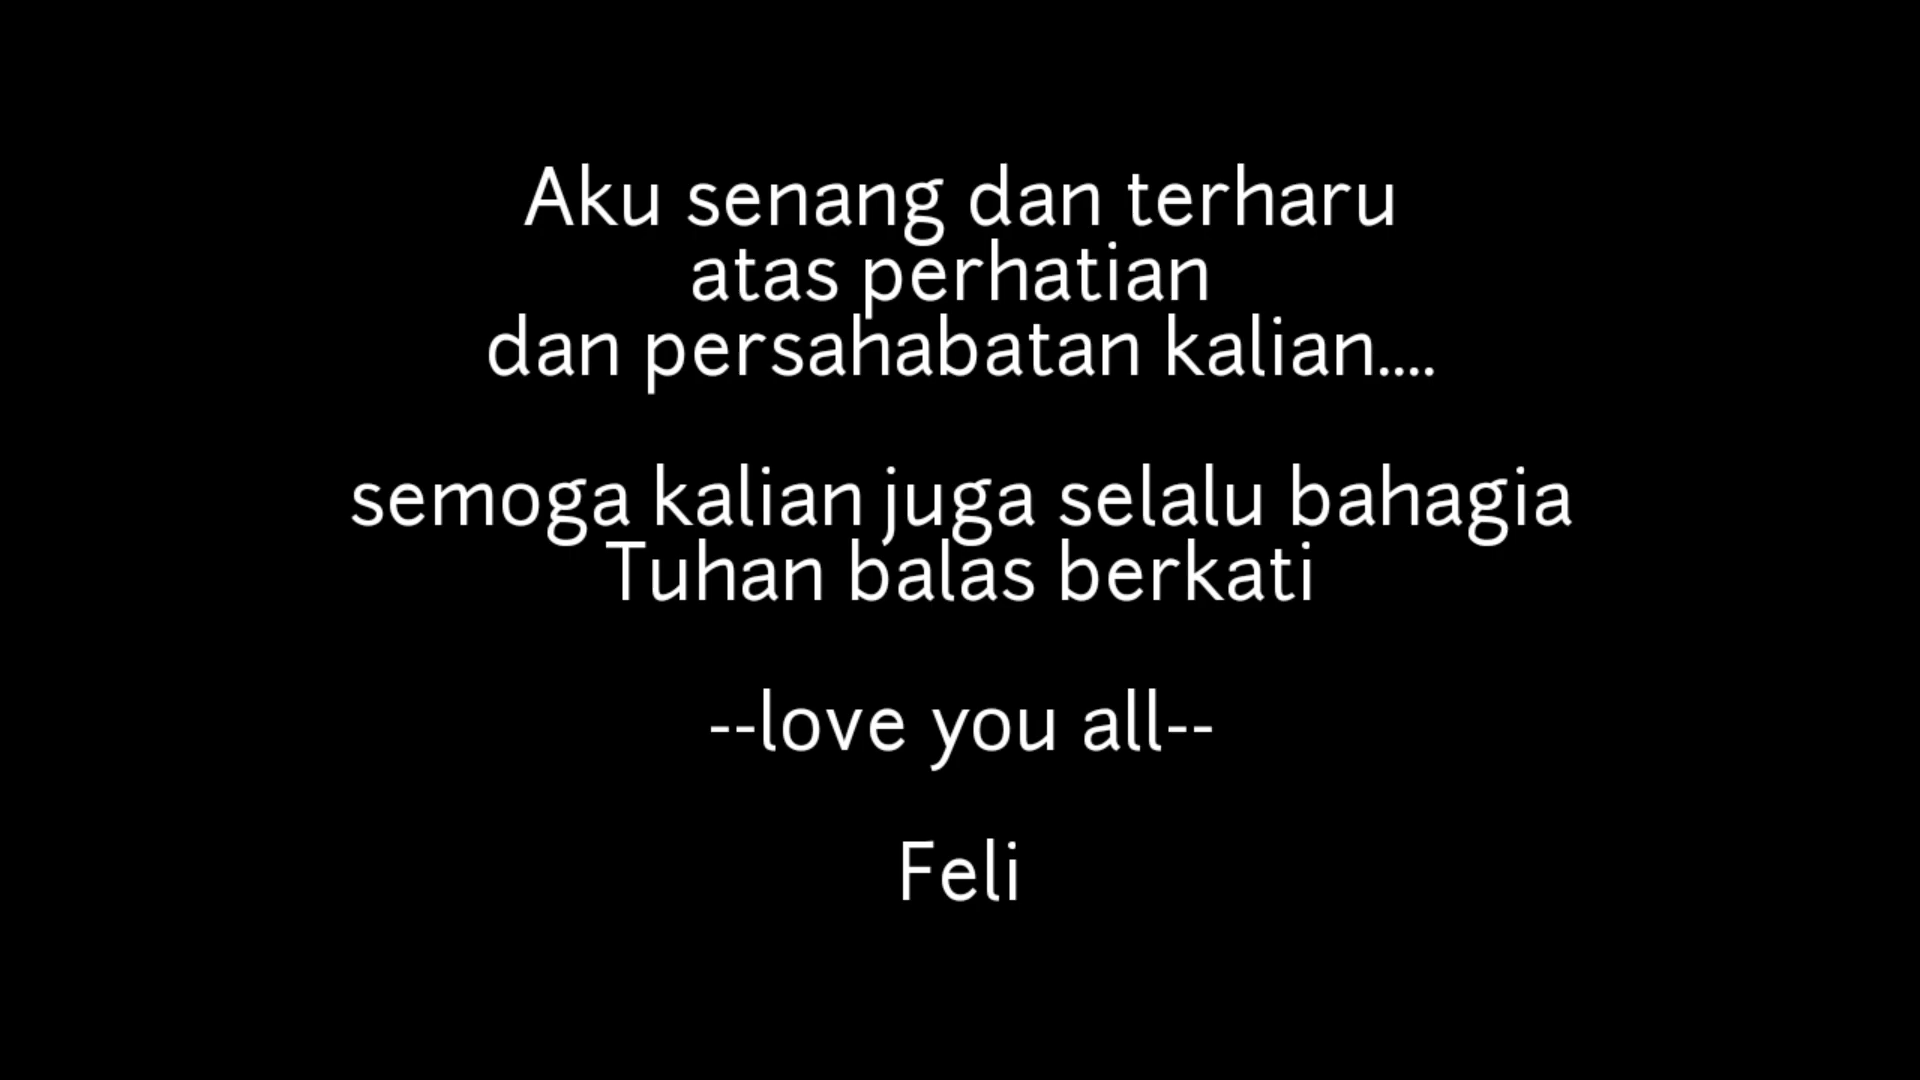 Aku senang dan terharu
atas perhatian
dan persahabatan kalian....
semoga kalian juga selalu bahagia
Tuhan balas berkati
--love you all--
Feli